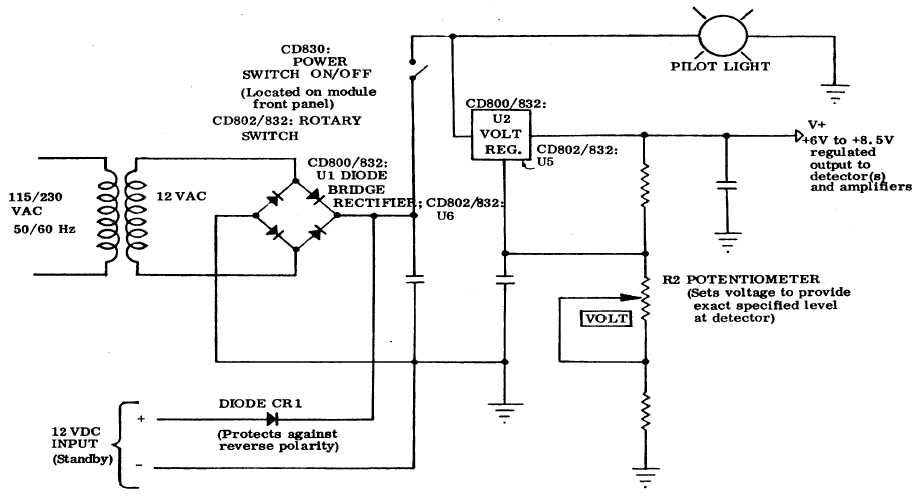 CD830:
POWER
SWITCH ON/OFF
(Located on module
front panel)
CD802/832: ROTARY
SWITCH
PILOT LIGHT
CD800/832:
U2
VOLT
REG.
CD802/832:
U5
V+
+6V to +8.5V
regulated
output to
detector(s)
and amplifiers
115/230
VAC
50/60 Hz
12 VAC
CD800/832:
U1 DIODE
BRIDGE
RECTIFIER; CD802/832:
U6
R2 POTENTIOMETER
(Sets voltage to provide
exact specified level
at detector)
VOLT
12 VDC
INPUT
(Standby)
+
−
DIODE CR1
(Protects against
reverse polarity)